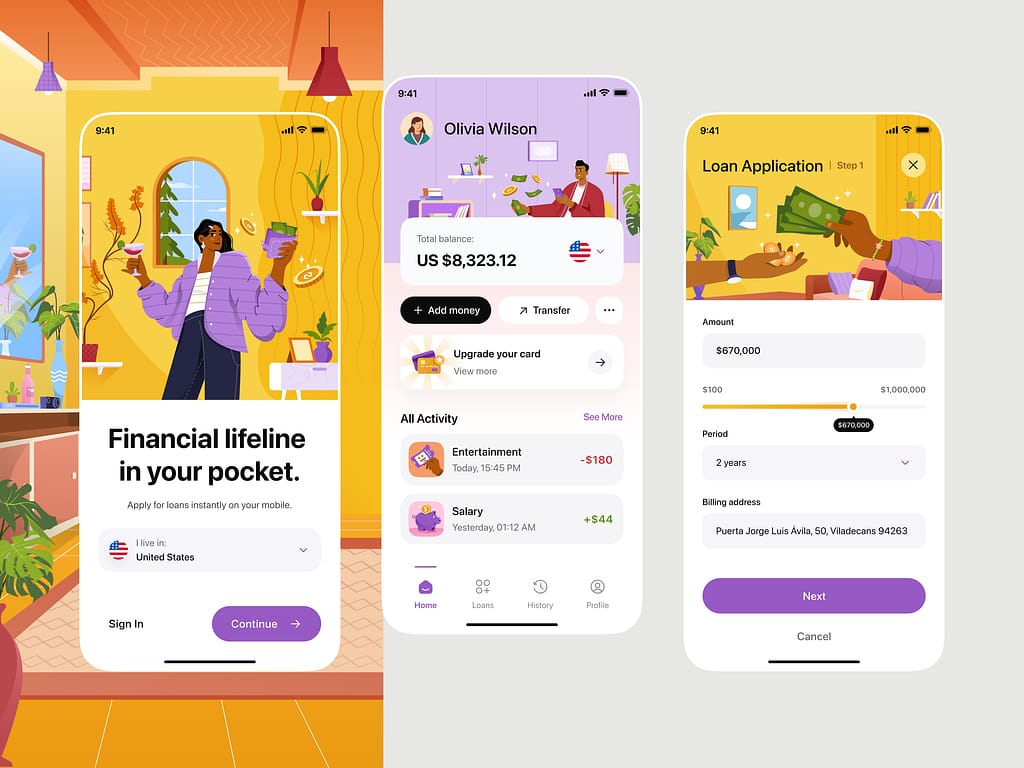 9:41
Financial lifeline
in your pocket.
Apply for loans instantly on your mobile.
I live in:
United States
Sign In
Continue
9:41
Olivia Wilson
Total balance:
US $8,323.12
+ Add money
Transfer
Upgrade your card
View more
All Activity
See More
Entertainment
Today, 15:45 PM
-$180
Salary
Yesterday, 01:12 AM
+$44
Home
Loans
History
Profile
9:41
Loan Application | Step 1
Amount
$670,000
$100
$1,000,000
$670,000
Period
2 years
Billing address
Puerta Jorge Luis Ávila, 50, Viladecans 94263
Next
Cancel